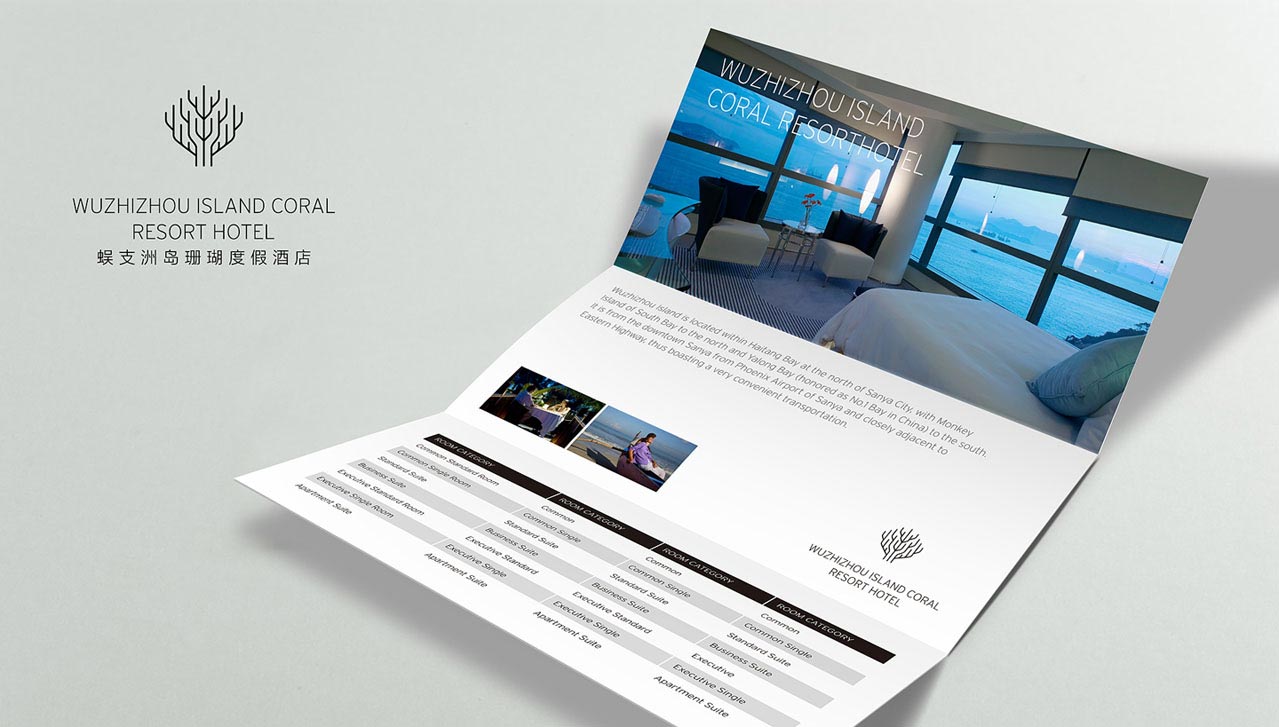 WUZHIZHOU ISLAND CORAL
RESORT HOTEL
蜈支洲岛珊瑚度假酒店
WUZHIZHOU ISLAND
CORAL RESORTHOTEL
Wuzhizhou Island is located within Haitang Bay at the north of Sanya City, with Monkey
Island of South Bay to the north and Yalong Bay (honored as No.1 Bay in China) to the south.
It is from the downtown Sanya from Phoenix Airport of Sanya and closely adjacent to
Eastern Highway, thus boasting a very convenient transportation.
WUZHIZHOU ISLAND CORAL
RESORT HOTEL
ROOM CATEGORY ROOM CATEGORY ROOM CATEGORY ROOM CATEGORY
Common Standard Room Common Common Common
Common Single Room Common Single Common Single Common Single
Standard Suite Standard Suite Standard Suite Standard Suite
Business Suite Business Suite Business Suite Business Suite
Executive Standard Room Executive Standard Executive Standard Executive
Executive Single Room Executive Single Executive Single Executive Single
Apartment Suite Apartment Suite Apartment Suite Apartment Suite